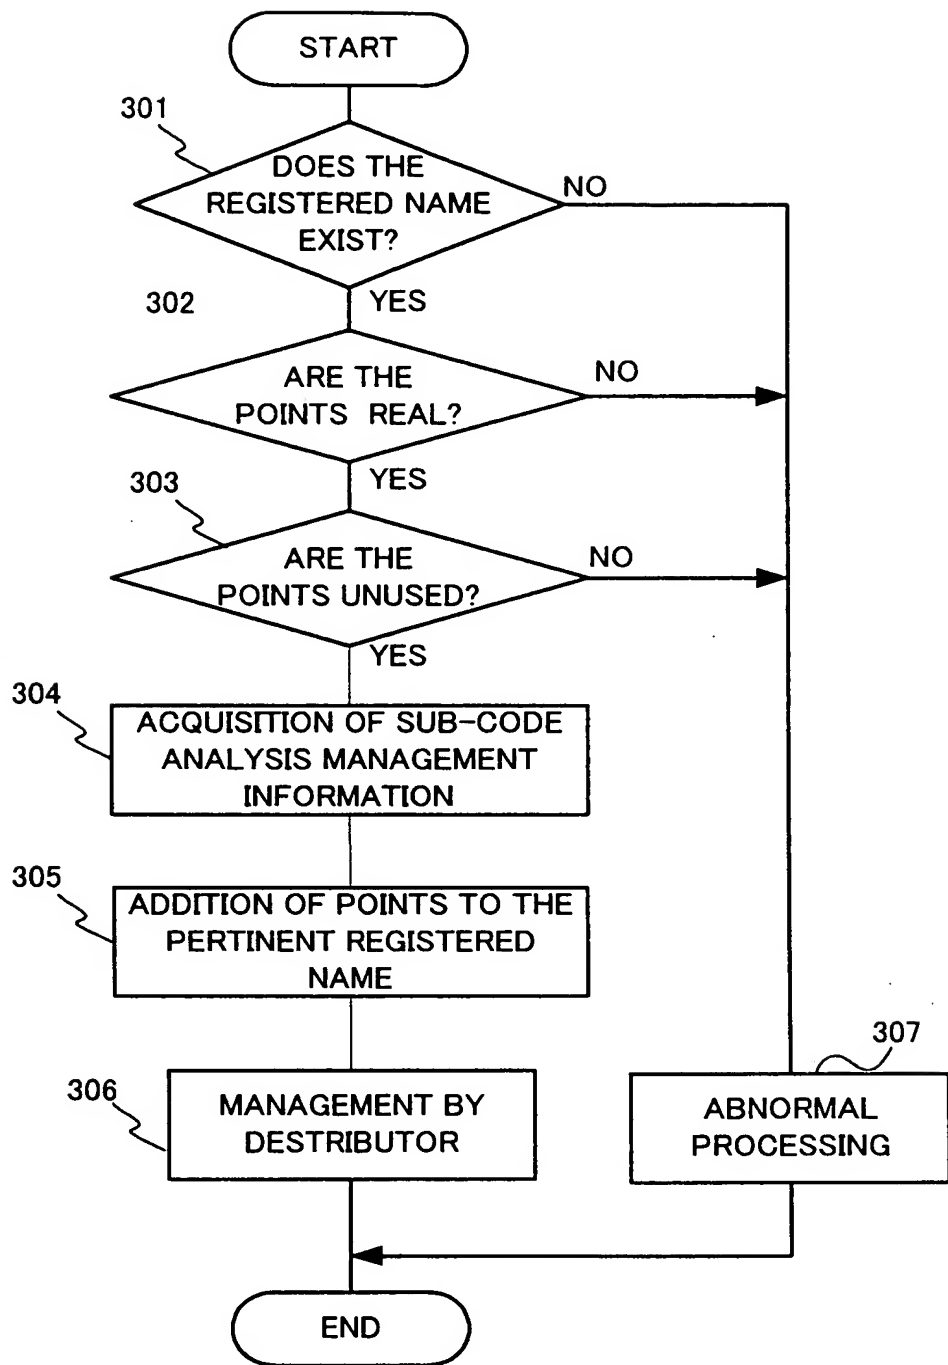 START
301
DOES THE
REGISTERED NAME
EXIST?
NO
YES
302
ARE THE
POINTS REAL?
NO
YES
303
ARE THE
POINTS UNUSED?
NO
YES
304
ACQUISITION OF SUB-CODE
ANALYSIS MANAGEMENT
INFORMATION
305
ADDITION OF POINTS TO THE
PERTINENT REGISTERED
NAME
306
MANAGEMENT BY
DESTRIBUTOR
307
ABNORMAL
PROCESSING
END